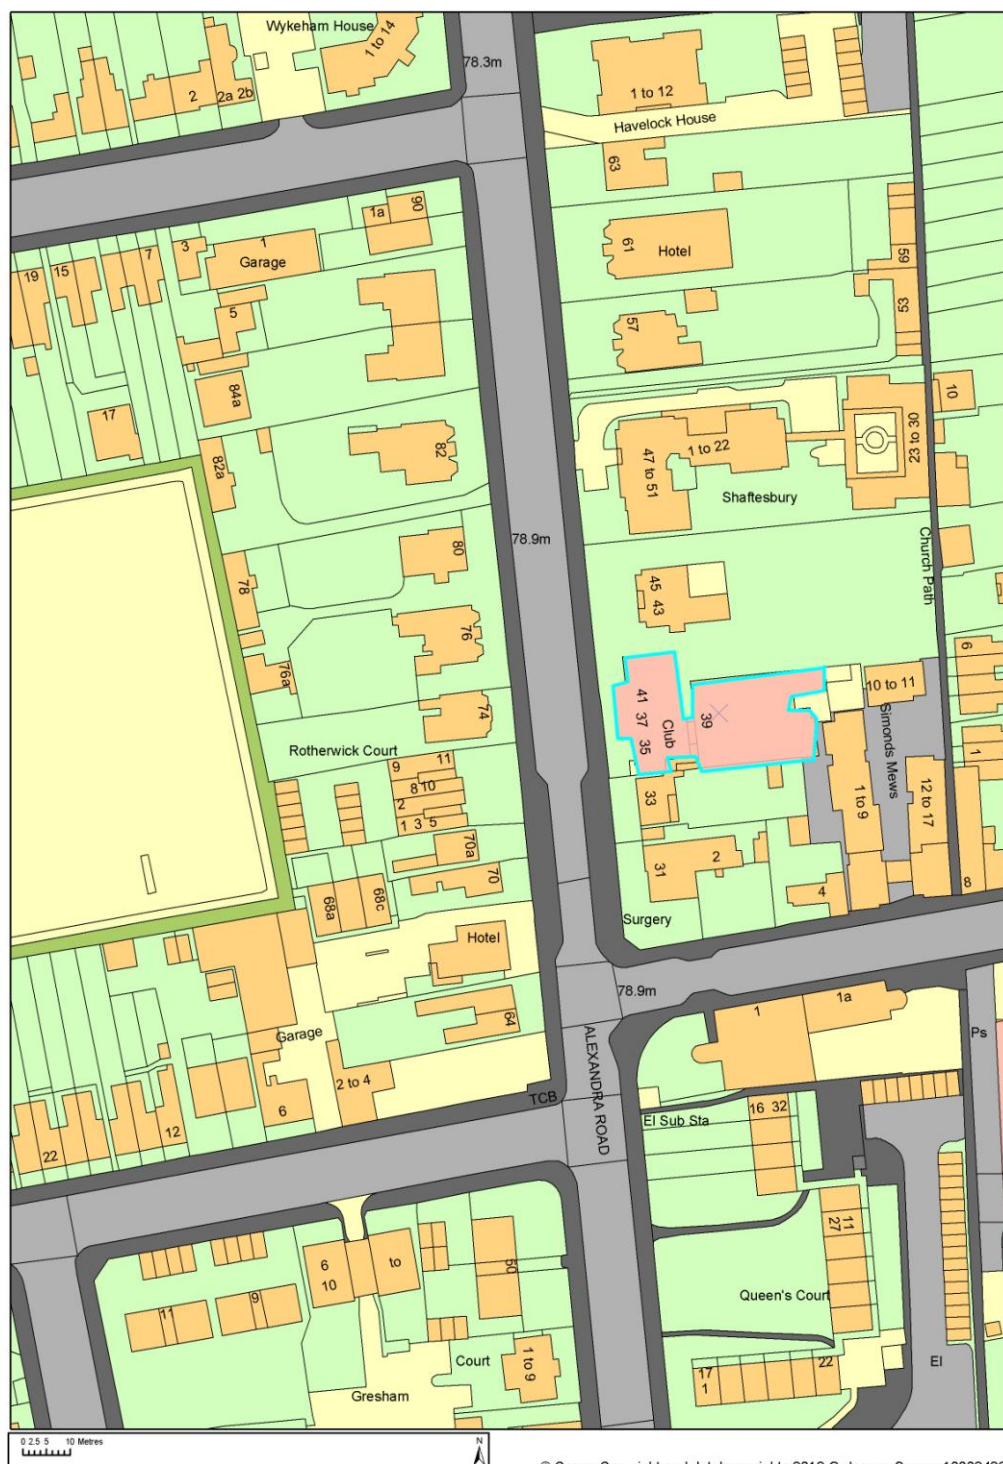 Wykeham House
1 to 14
78.3m
2
2a 2b
1 to 12
Havelock House
63
90
1a
1
3
Garage
7
15
19
61
Hotel
59
53
5
57
84a
17
10
82
82a
1 to 22
47 to 51
23 to 30
Shaftesbury
78.9m
80
Church Path
78
45
43
76
76a
6
10 to 11
41
37
35
Club
39
74
Simonds Mews
Rotherwick Court
1
9
11
8 10
2
1 3 5
33
1 to 9
12 to 17
70a
31
2
70
68a
68c
4
8
Surgery
Hotel
78.9m
1
1a
64
Garage
ALEXANDRA ROAD
Ps
2 to 4
TCB
6
El Sub Sta
16 32
12
22
11
27
6
10
to
50
Queen's Court
11
9
Court
1 to 9
Gresham
17
1
22
El
0 2.5 5 10 Metres
N